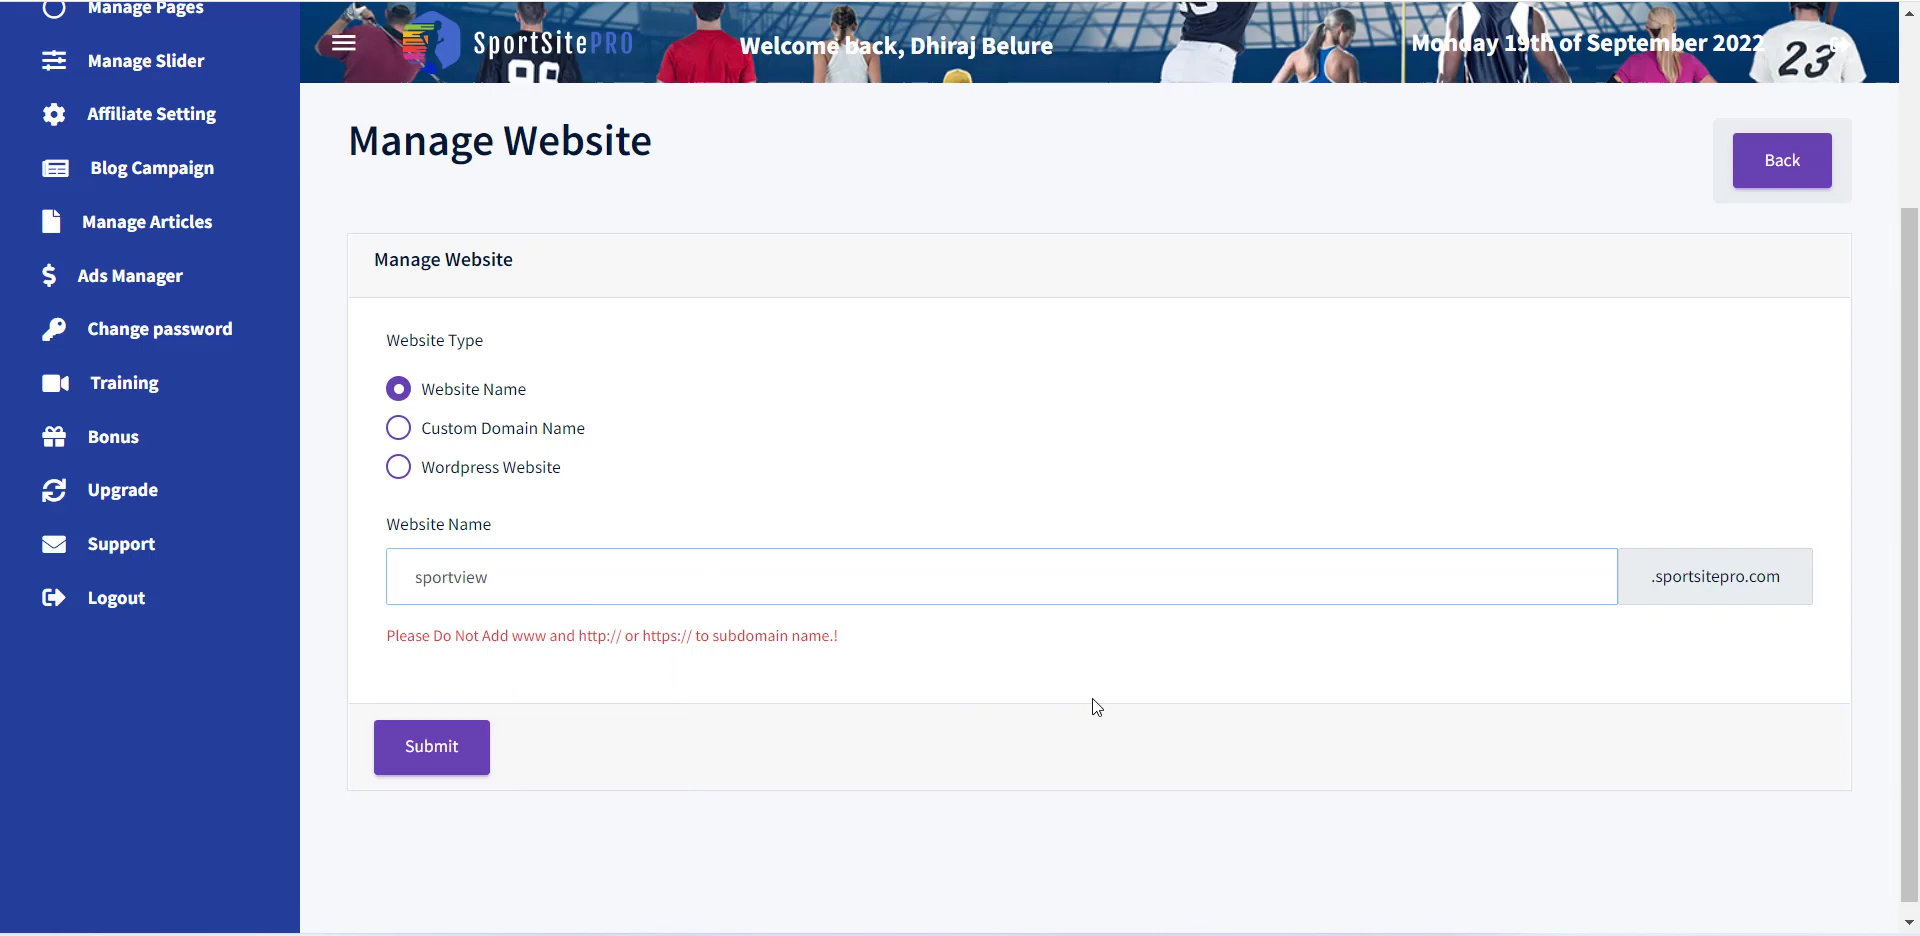 Manage Pages
Manage Slider
Affiliate Setting
Blog Campaign
Manage Articles
Ads Manager
Change password
Training
Bonus
Upgrade
Support
Logout
SportSitePRO
Welcome back, Dhiraj Belure
Monday 19th of September 2022
98
23
Manage Website
Back
Manage Website
Website Type
Website Name
Custom Domain Name
Wordpress Website
Website Name
sportview
.sportsitepro.com
Please Do Not Add www and http:// or https:// to subdomain name.!
Submit